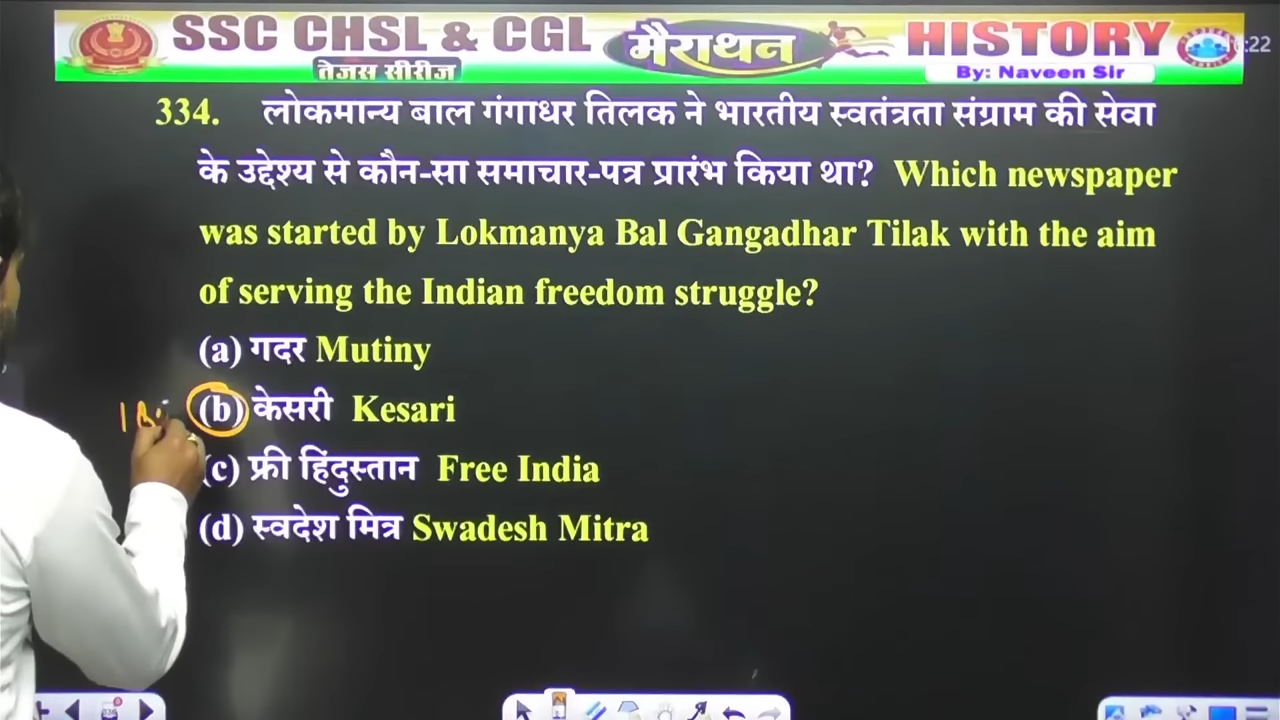 SSC CHSL & CGL मैराथन HISTORY
तेजस सीरीज By: Naveen Sir
334. लोकमान्य बाल गंगाधर तिलक ने भारतीय स्वतंत्रता संग्राम की सेवा
के उद्देश्य से कौन-सा समाचार-पत्र प्रारंभ किया था? Which newspaper
was started by Lokmanya Bal Gangadhar Tilak with the aim
of serving the Indian freedom struggle?
(a) गदर Mutiny
(b) केसरी Kesari
(c) फ्री हिंदुस्तान Free India
(d) स्वदेश मित्र Swadesh Mitra